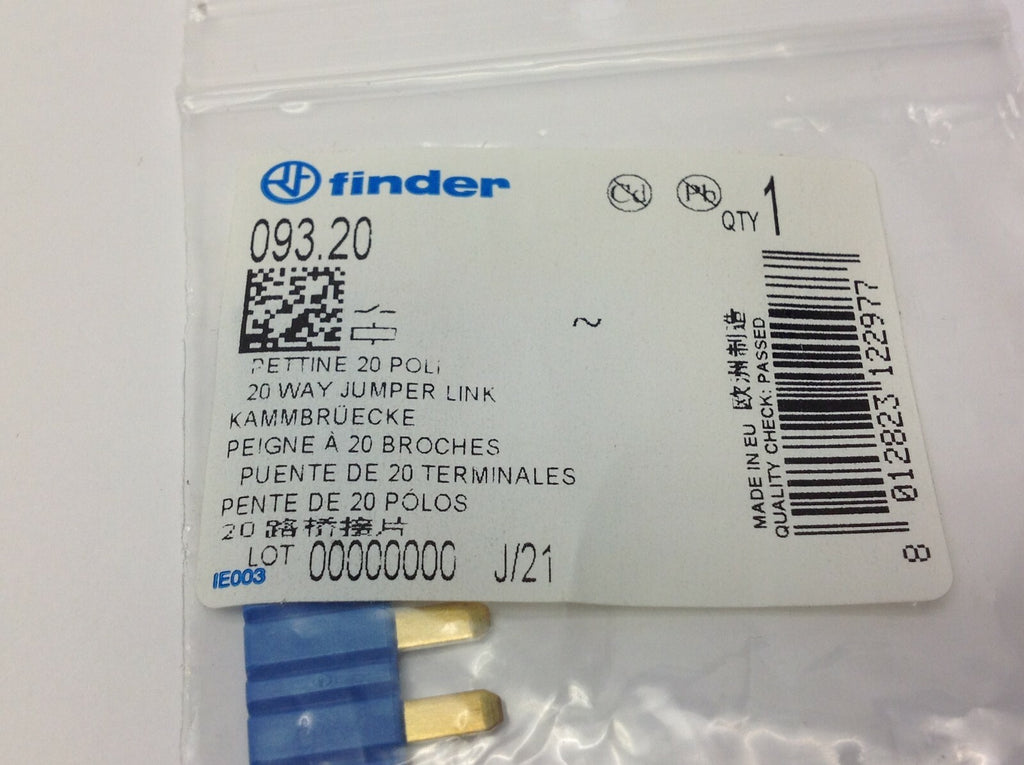 finder
Cd Pb
QTY 1
093.20
~
PETTINE 20 POLI
20 WAY JUMPER LINK
KAMMBRÜECKE
PEIGNE À 20 BROCHES
PUENTE DE 20 TERMINALES
PENTE DE 20 PÓLOS
20 路桥接片
LOT 00000000 J/21
IE003
MADE IN EU 欧洲制造
QUALITY CHECK: PASSED
8 012823 122977